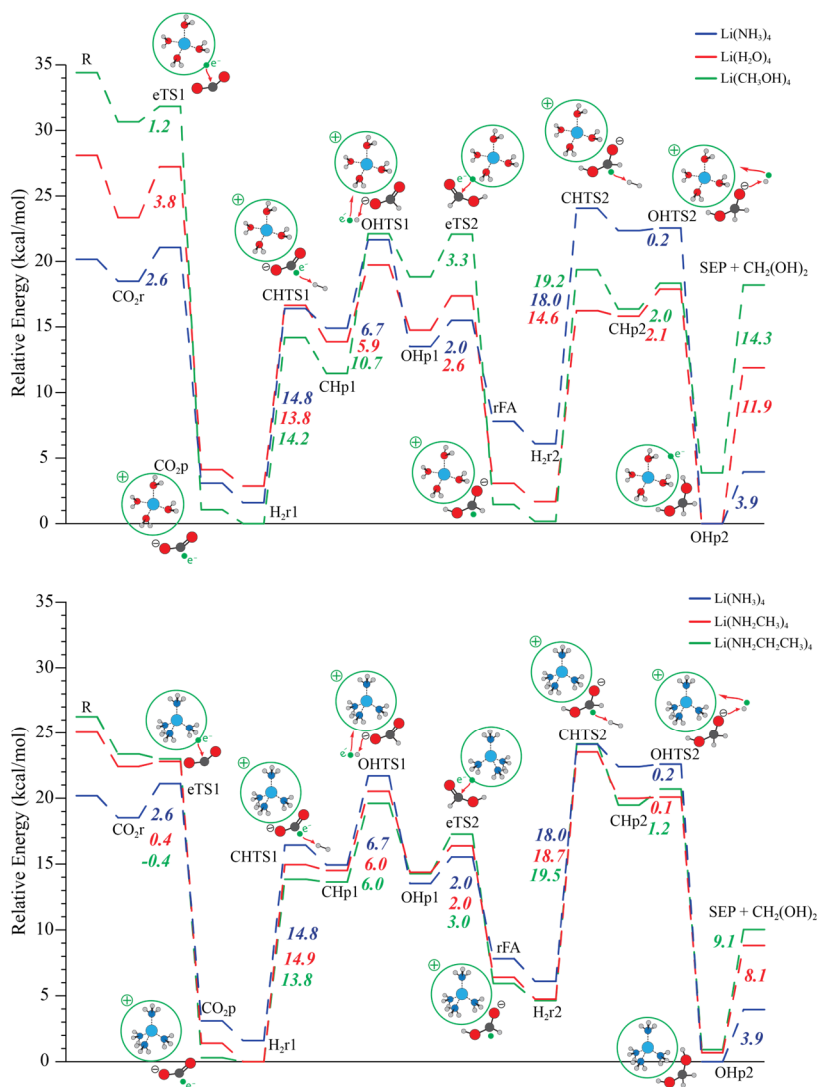 Li(NH₃)₄
Li(H₂O)₄
Li(CH₃OH)₄
Relative Energy (kcal/mol)
35
30
25
20
15
10
5
0
R
eTS1
e⁻
1.2
3.8
2.6
CO₂r
CO₂p
⊕
⊖
e⁻
H₂r1
⊕
⊖
e⁻
CHTS1
14.8
13.8
14.2
CHp1
⊕
e⁻
⊖
OHTS1
6.7
5.9
10.7
OHp1
eTS2
e⁻
3.3
2.0
2.6
rFA
⊕
⊖
H₂r2
⊕
⊖
CHTS2
19.2
18.0
14.6
CHp2
⊕
⊖
OHTS2
0.2
2.0
2.1
e⁻
OHp2
SEP + CH₂(OH)₂
14.3
11.9
3.9
Li(NH₃)₄
Li(NH₂CH₃)₄
Li(NH₂CH₂CH₃)₄
Relative Energy (kcal/mol)
35
30
25
20
15
10
5
0
R
e⁻
eTS1
CO₂r
2.6
0.4
-0.4
CO₂p
⊕
⊖
e⁻
H₂r1
⊕
⊖
e⁻
CHTS1
14.8
14.9
13.8
CHp1
⊕
e⁻
⊖
OHTS1
6.7
6.0
6.0
OHp1
e⁻
eTS2
2.0
2.0
3.0
rFA
⊕
⊖
H₂r2
⊕
⊖
CHTS2
18.0
18.7
19.5
CHp2
⊕
⊖
OHTS2
0.2
0.1
1.2
⊕
OHp2
SEP + CH₂(OH)₂
9.1
8.1
3.9